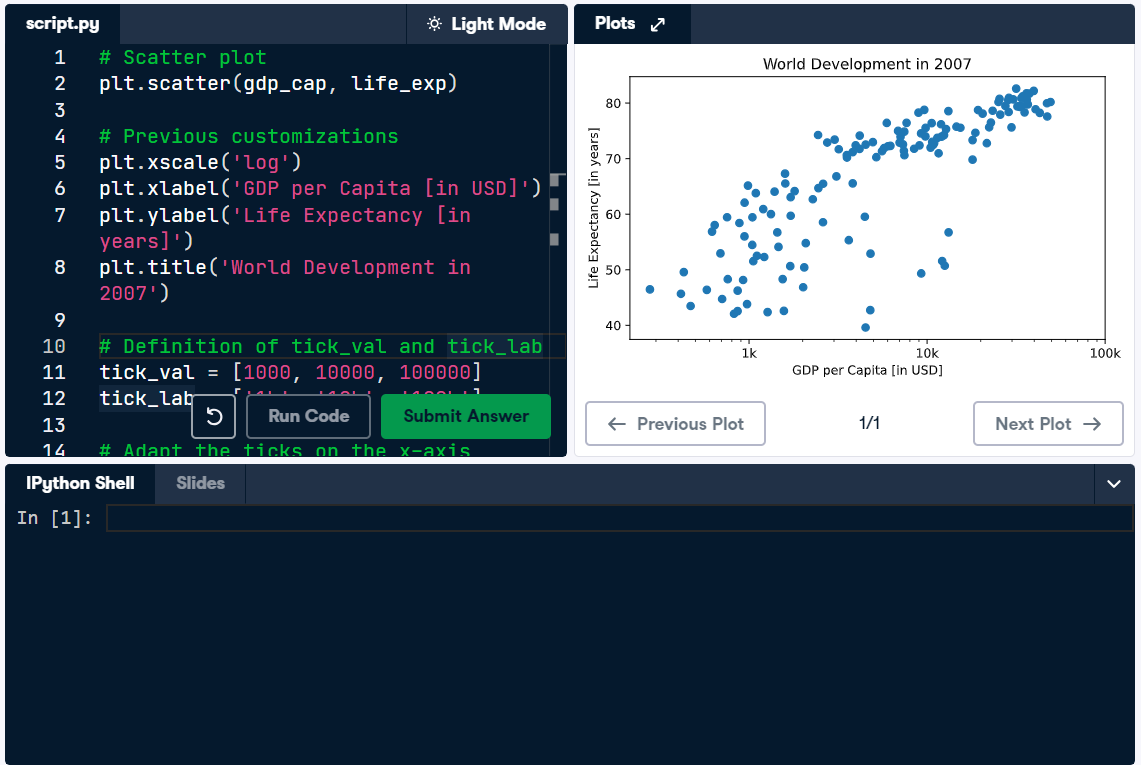 script.py
Light Mode
1 # Scatter plot
2 plt.scatter(gdp_cap, life_exp)
3
4 # Previous customizations
5 plt.xscale('log')
6 plt.xlabel('GDP per Capita [in USD]')
7 plt.ylabel('Life Expectancy [in
years]')
8 plt.title('World Development in
2007')
9
10 # Definition of tick_val and tick_lab
11 tick_val = [1000, 10000, 100000]
12 tick_lab
13
14 # Adapt the ticks on the x-axis
Run Code
Submit Answer
Plots
World Development in 2007
Life Expectancy [in years]
80
70
60
50
40
1k 10k 100k
GDP per Capita [in USD]
← Previous Plot
1/1
Next Plot →
IPython Shell
Slides
In [1]: